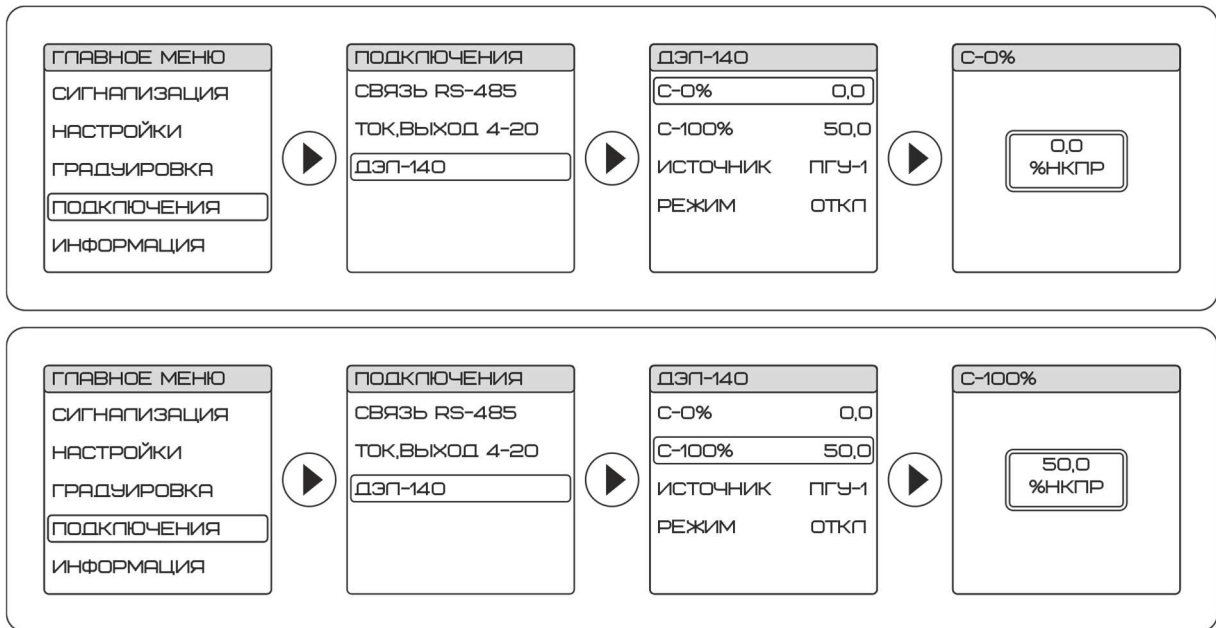 ГЛАВНОЕ МЕНЮ
СИГНАЛИЗАЦИЯ
НАСТРОЙКИ
ГРАДУИРОВКА
ПОДКЛЮЧЕНИЯ
ИНФОРМАЦИЯ
ПОДКЛЮЧЕНИЯ
СВЯЗЬ RS-485
ТОК,ВЫХОД 4-20
ДЭП-140
ДЭП-140
С-0% 0,0
С-100% 50,0
ИСТОЧНИК ПГУ-1
РЕЖИМ ОТКЛ
С-0%
0,0
%НКПР
ГЛАВНОЕ МЕНЮ
СИГНАЛИЗАЦИЯ
НАСТРОЙКИ
ГРАДУИРОВКА
ПОДКЛЮЧЕНИЯ
ИНФОРМАЦИЯ
ПОДКЛЮЧЕНИЯ
СВЯЗЬ RS-485
ТОК,ВЫХОД 4-20
ДЭП-140
ДЭП-140
С-0% 0,0
С-100% 50,0
ИСТОЧНИК ПГУ-1
РЕЖИМ ОТКЛ
С-100%
50,0
%НКПР